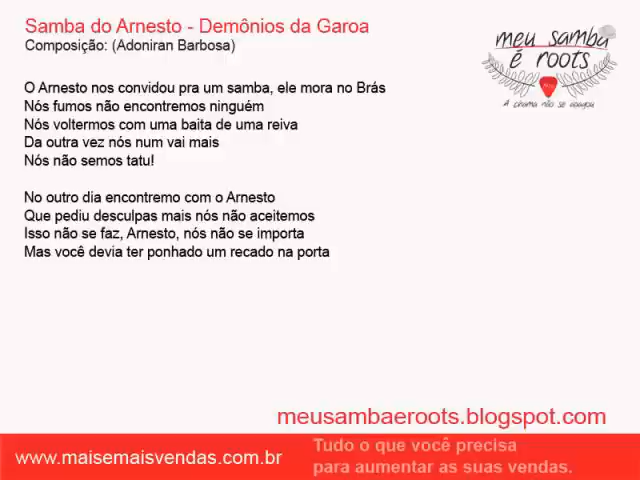 Samba do Arnesto - Demônios da Garoa
Composição: (Adoniran Barbosa)
meu samba
é roots
A chama não se apagou
O Arnesto nos convidou pra um samba, ele mora no Brás
Nós fumos não encontremos ninguém
Nós voltermos com uma baita de uma reiva
Da outra vez nós num vai mais
Nós não semos tatu!
No outro dia encontremo com o Arnesto
Que pediu desculpas mais nós não aceitemos
Isso não se faz, Arnesto, nós não se importa
Mas você devia ter ponhado um recado na porta
meusambaeroots.blogspot.com
www.maisemaisvendas.com.br
Tudo o que você precisa
para aumentar as suas vendas.